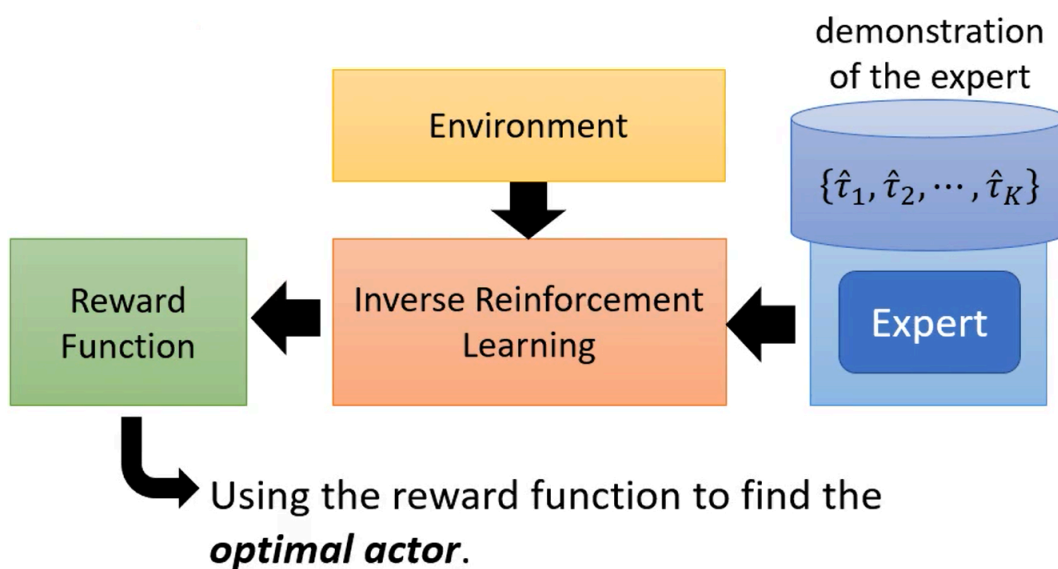 demonstration
of the expert
Environment
{τ̂₁, τ̂₂, ⋯, τ̂_K}
Reward
Function
Inverse Reinforcement
Learning
Expert
Using the reward function to find the
optimal actor.